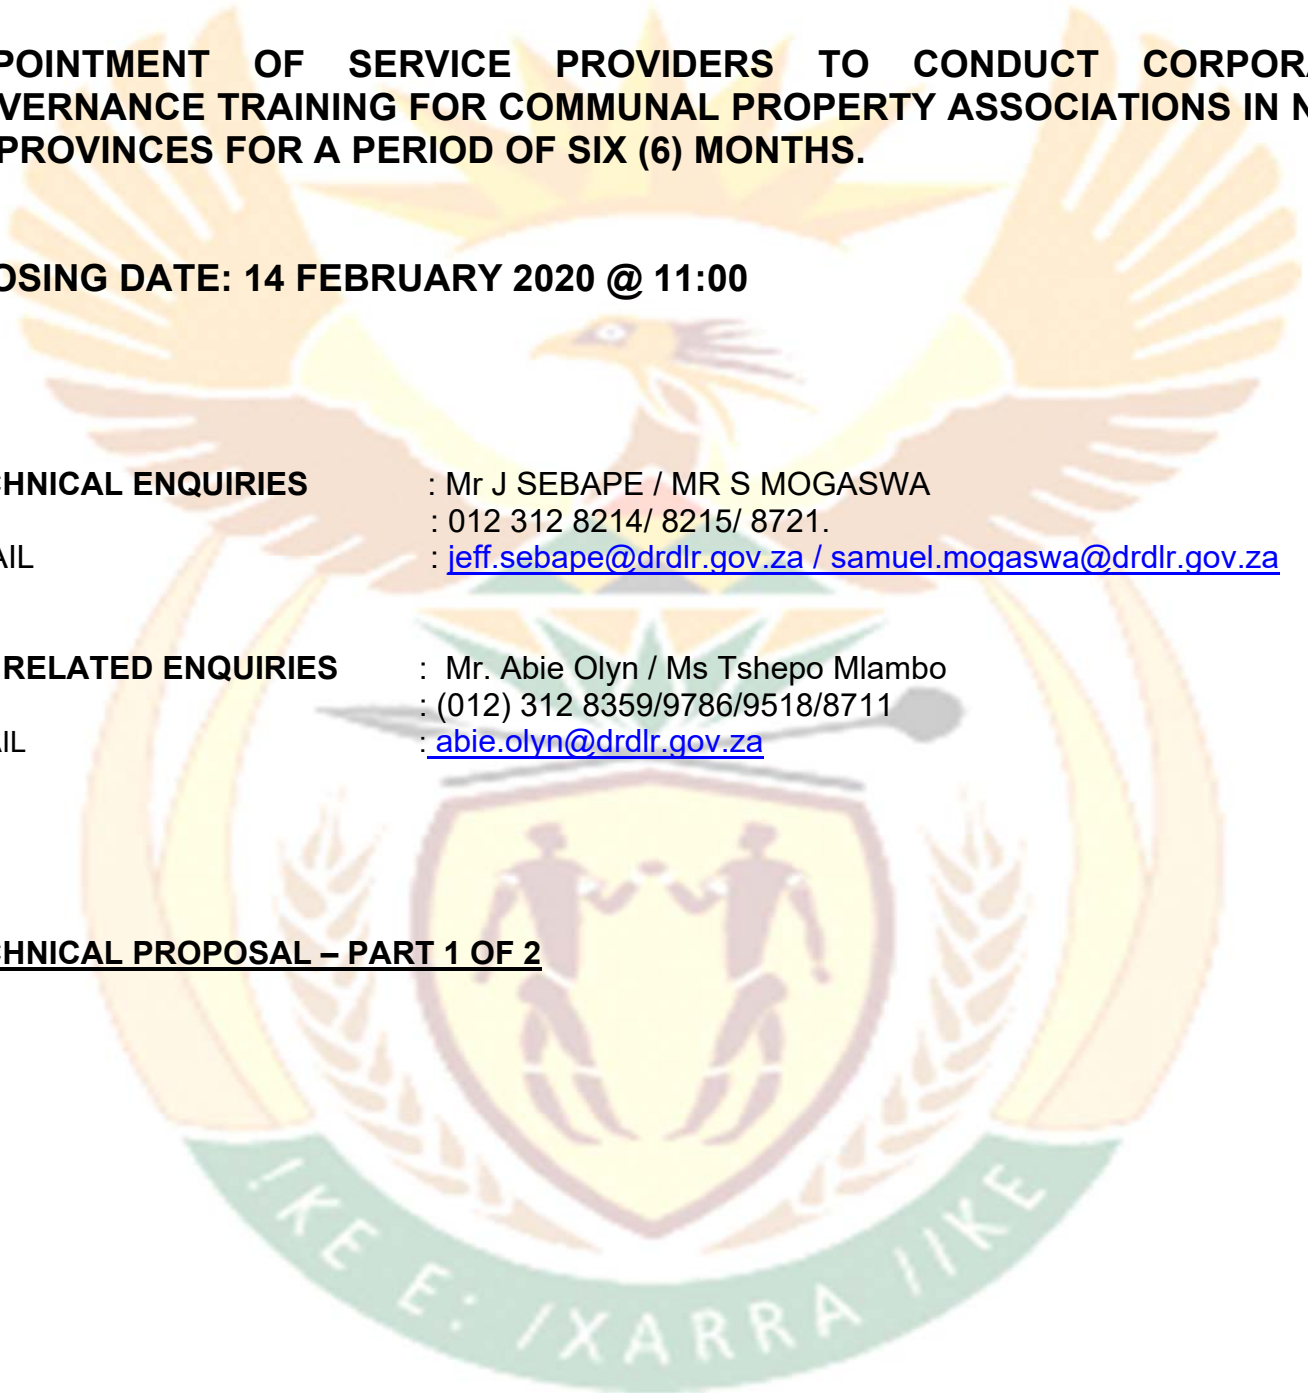 POINTMENT OF SERVICE PROVIDERS TO CONDUCT CORPORA
VERNANCE TRAINING FOR COMMUNAL PROPERTY ASSOCIATIONS IN N
PROVINCES FOR A PERIOD OF SIX (6) MONTHS.
OSING DATE: 14 FEBRUARY 2020 @ 11:00
CHNICAL ENQUIRIES : Mr J SEBAPE / MR S MOGASWA
: 012 312 8214/ 8215/ 8721.
AIL : jeff.sebape@drdlr.gov.za / samuel.mogaswa@drdlr.gov.za
RELATED ENQUIRIES : Mr. Abie Olyn / Ms Tshepo Mlambo
: (012) 312 8359/9786/9518/8711
AIL : abie.olyn@drdlr.gov.za
CHNICAL PROPOSAL – PART 1 OF 2
!KE E: /XARRA //KE